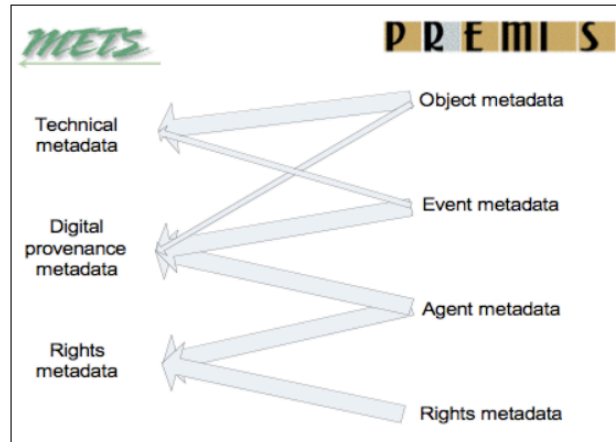 METS
PREMIS
Object metadata
Technical
metadata
Event metadata
Digital
provenance
metadata
Agent metadata
Rights
metadata
Rights metadata